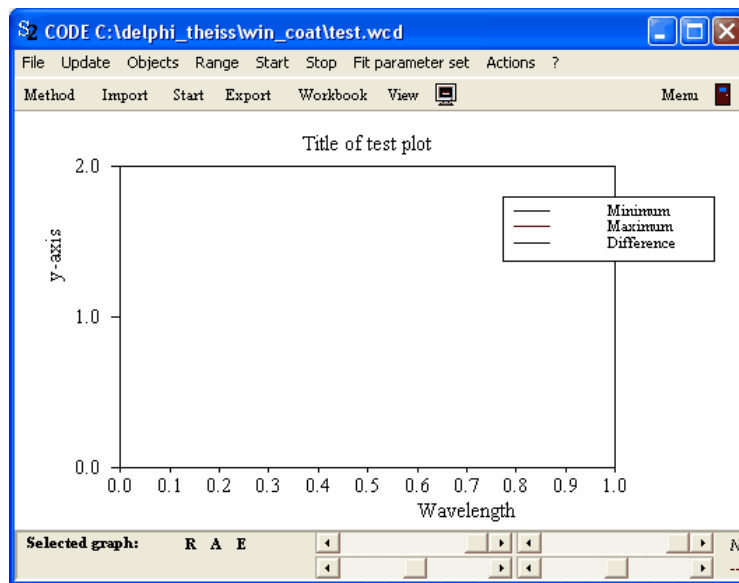 S2 CODE C:\delphi_theiss\win_coat\test.wcd
File Update Objects Range Start Stop Fit parameter set Actions ?
Method Import Start Export Workbook View Menu
Title of test plot
2.0
Minimum
Maximum
Difference
y-axis
1.0
0.0
0.0 0.1 0.2 0.3 0.4 0.5 0.6 0.7 0.8 0.9 1.0
Wavelength
Selected graph: R A E
--